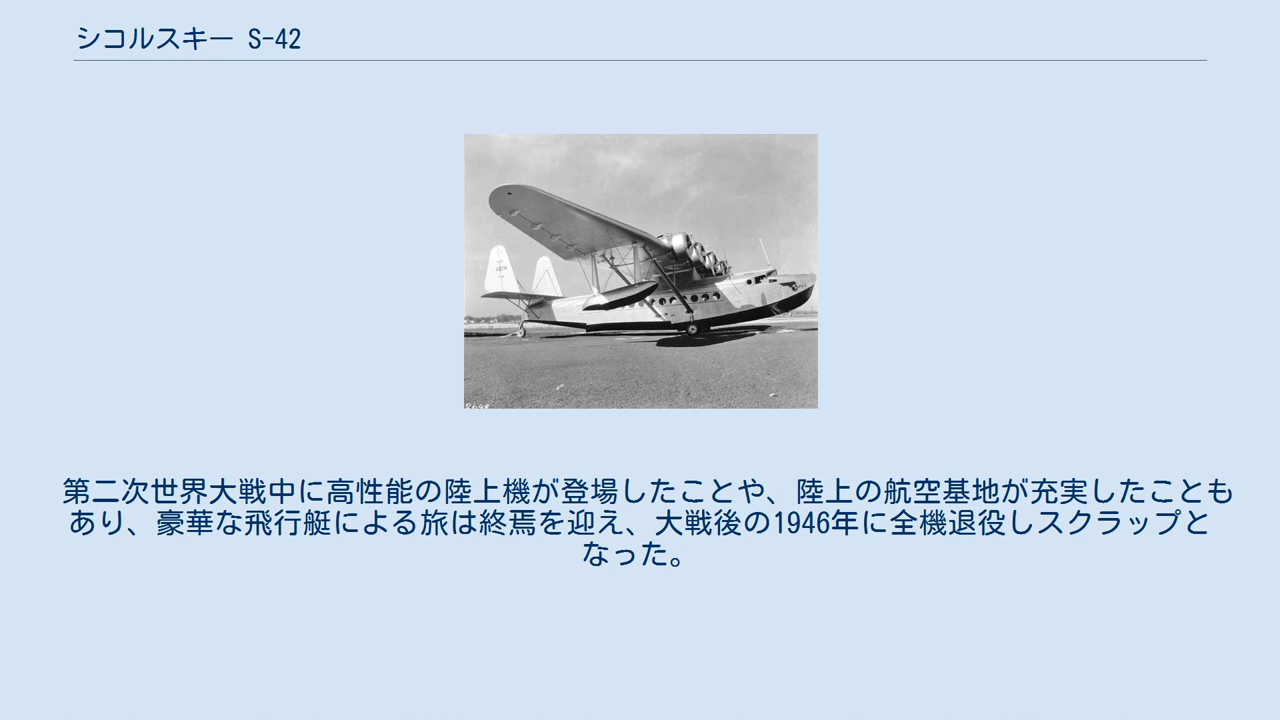 シコルスキー S-42
第二次世界大戦中に高性能の陸上機が登場したことや、陸上の航空基地が充実したことも
あり、豪華な飛行艇による旅は終焉を迎え、大戦後の1946年に全機退役しスクラップと
なった。